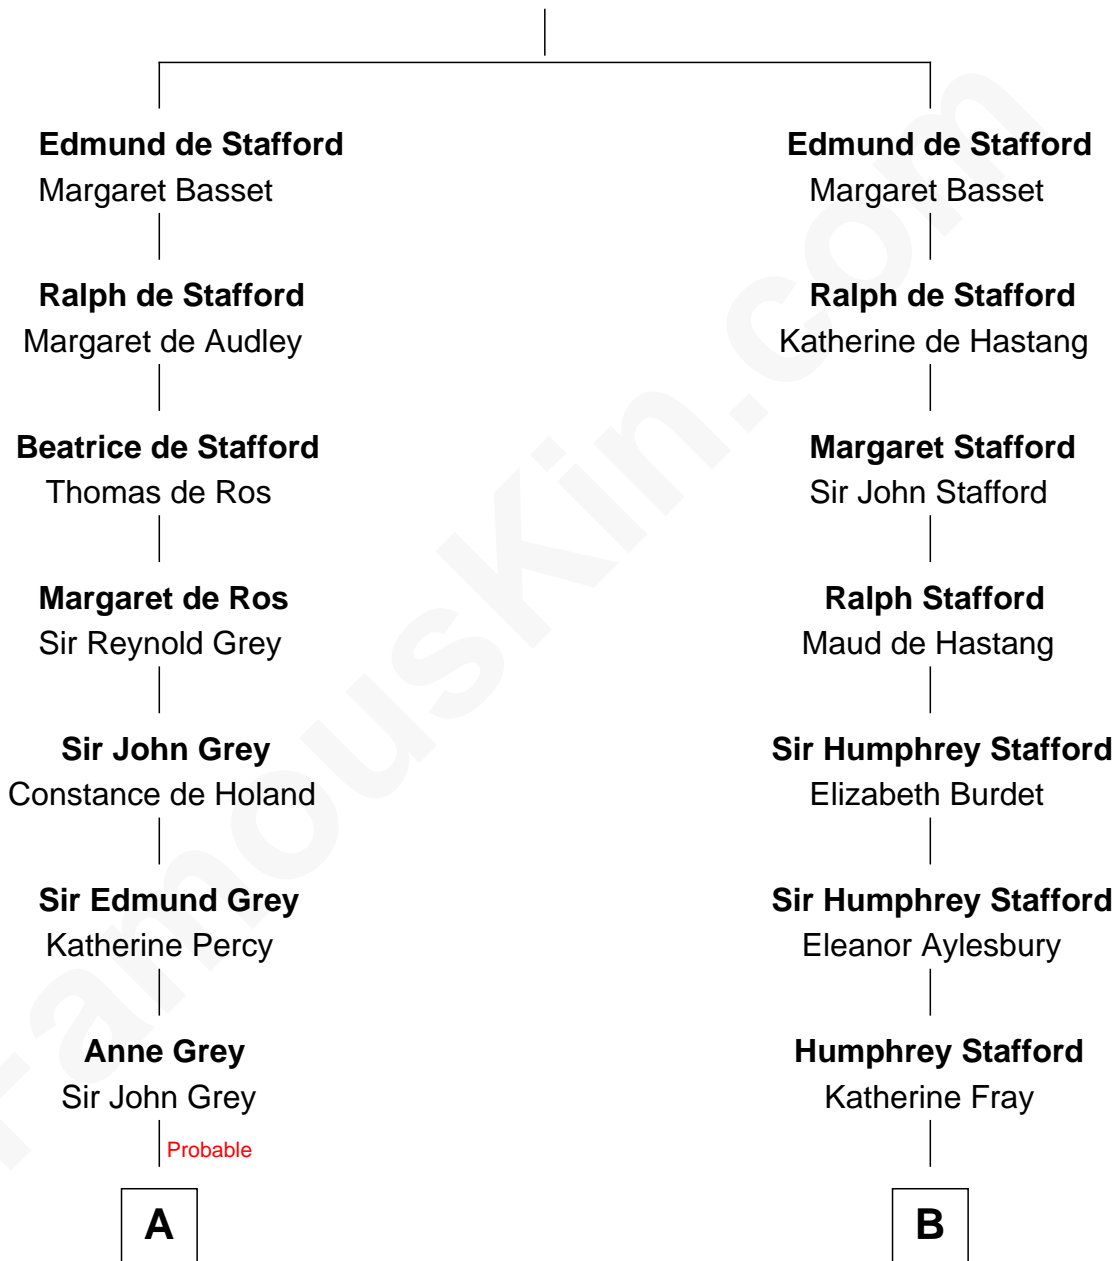 Edmund de Stafford
Margaret Basset
Ralph de Stafford
Margaret de Audley
Beatrice de Stafford
Thomas de Ros
Margaret de Ros
Sir Reynold Grey
Sir John Grey
Constance de Holand
Sir Edmund Grey
Katherine Percy
Anne Grey
Sir John Grey
Probable
A
Edmund de Stafford
Margaret Basset
Ralph de Stafford
Katherine de Hastang
Margaret Stafford
Sir John Stafford
Ralph Stafford
Maud de Hastang
Sir Humphrey Stafford
Elizabeth Burdet
Sir Humphrey Stafford
Eleanor Aylesbury
Humphrey Stafford
Katherine Fray
B
FamousKin.com